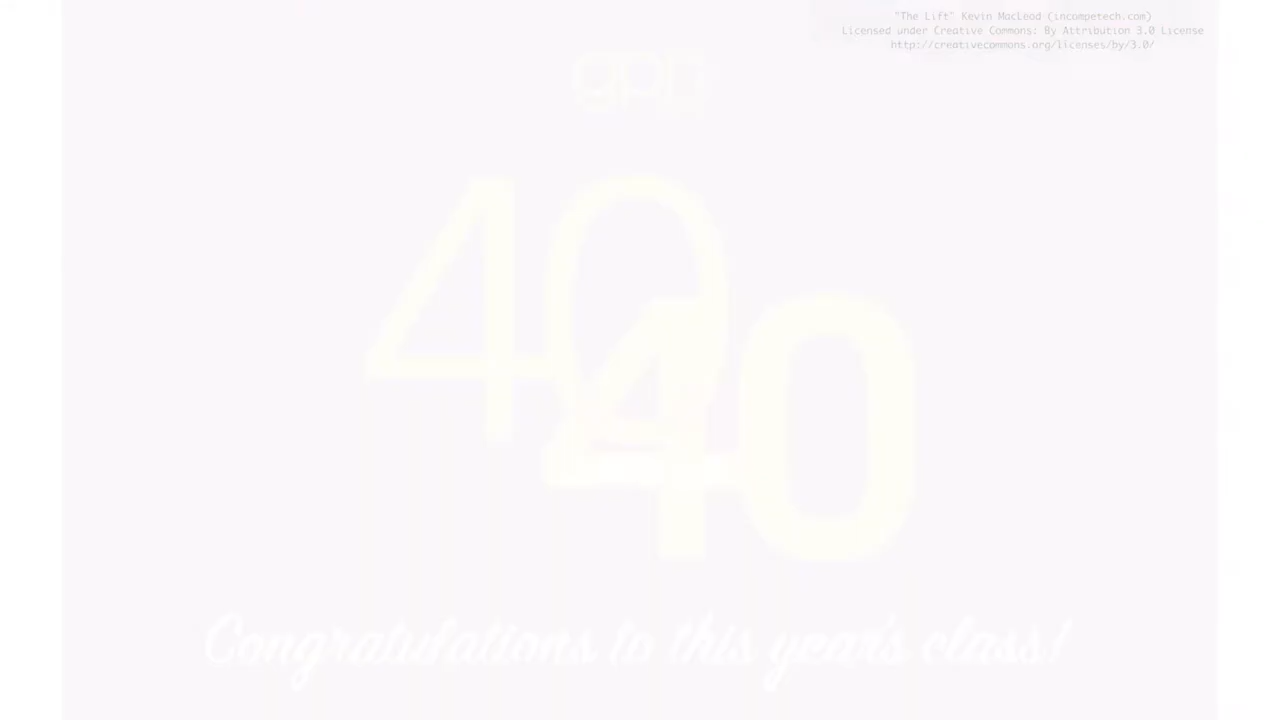 "The Lift" Kevin MacLeod (incompetech.com)
Licensed under Creative Commons: By Attribution 3.0 License
http://creativecommons.org/licenses/by/3.0/
40
40
Congratulations to this year's class!